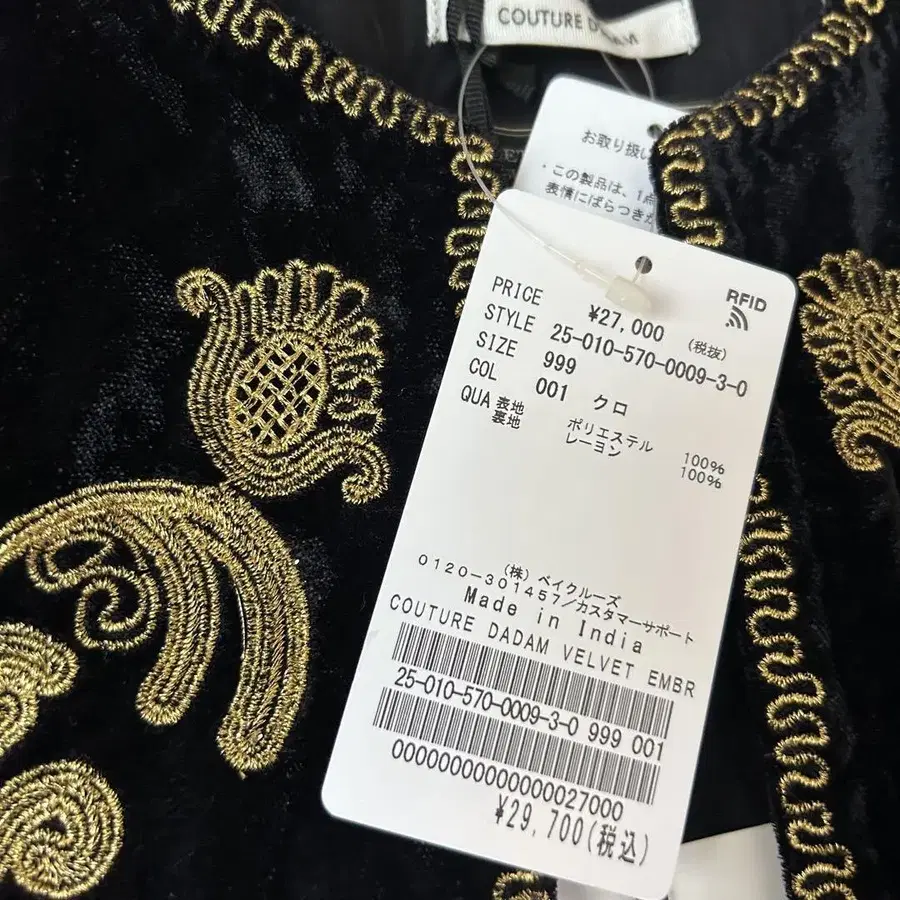 COUTURE DADAM
お取り扱い
・この製品は、1点
表情にばらつきが
RFID
PRICE ¥27,000 (税抜)
STYLE 25-010-570-0009-3-0
SIZE 999
COL 001 クロ
QUA 表地 ポリエステル 100%
裏地 レーヨン 100%
(株) ベイクルーズ
0120-301457/カスタマーサポート
Made in India
COUTURE DADAM VELVET EMBR
25-010-570-0009-3-0 999 001
0000000000000000027000
¥29,700(税込)